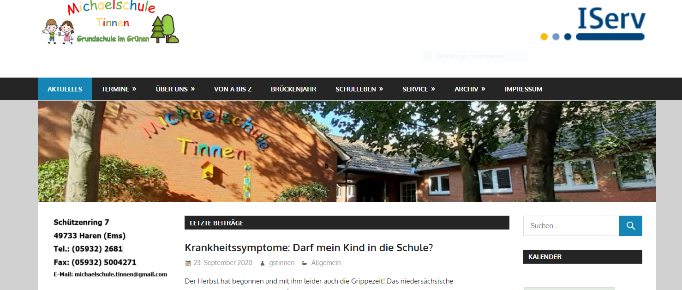 Michaelschule
Tinnen
Grundschule im Grünen
IServ
AKTUELLES
TERMINE »
ÜBER UNS »
VON A BIS Z
BRÜCKENJAHR
SCHULLEBEN »
SERVICE »
ARCHIV »
IMPRESSUM
Michaelschule
Tinnen
Schützenring 7
49733 Haren (Ems)
Tel.: (05932) 2681
Fax: (05932) 5004271
E-Mail: michaelschule.tinnen@gmail.com
LETZTE BEITRÄGE
Krankheitssymptome: Darf mein Kind in die Schule?
23. September 2020 gstinnen Allgemein
Der Herbst hat begonnen und mit ihm leider auch die Grippezeit! Das niedersächsische
Suchen ...
KALENDER